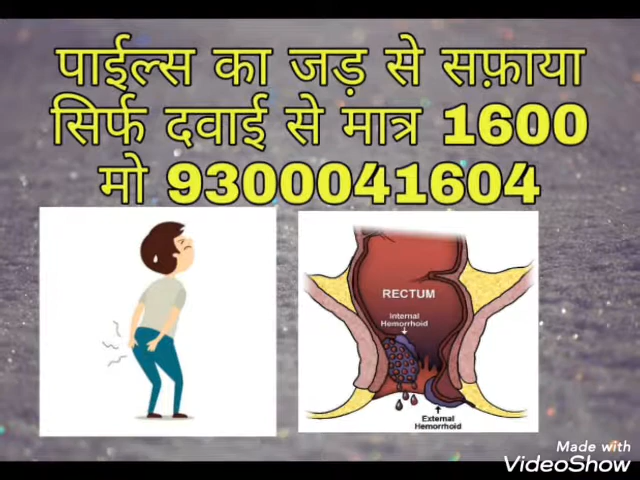 पाईल्स का जड़ से सफ़ाया
सिर्फ दवाई से मात्र 1600
मो 9300041604
RECTUM
Internal
Hemorrhoid
External
Hemorrhoid
Made with
VideoShow